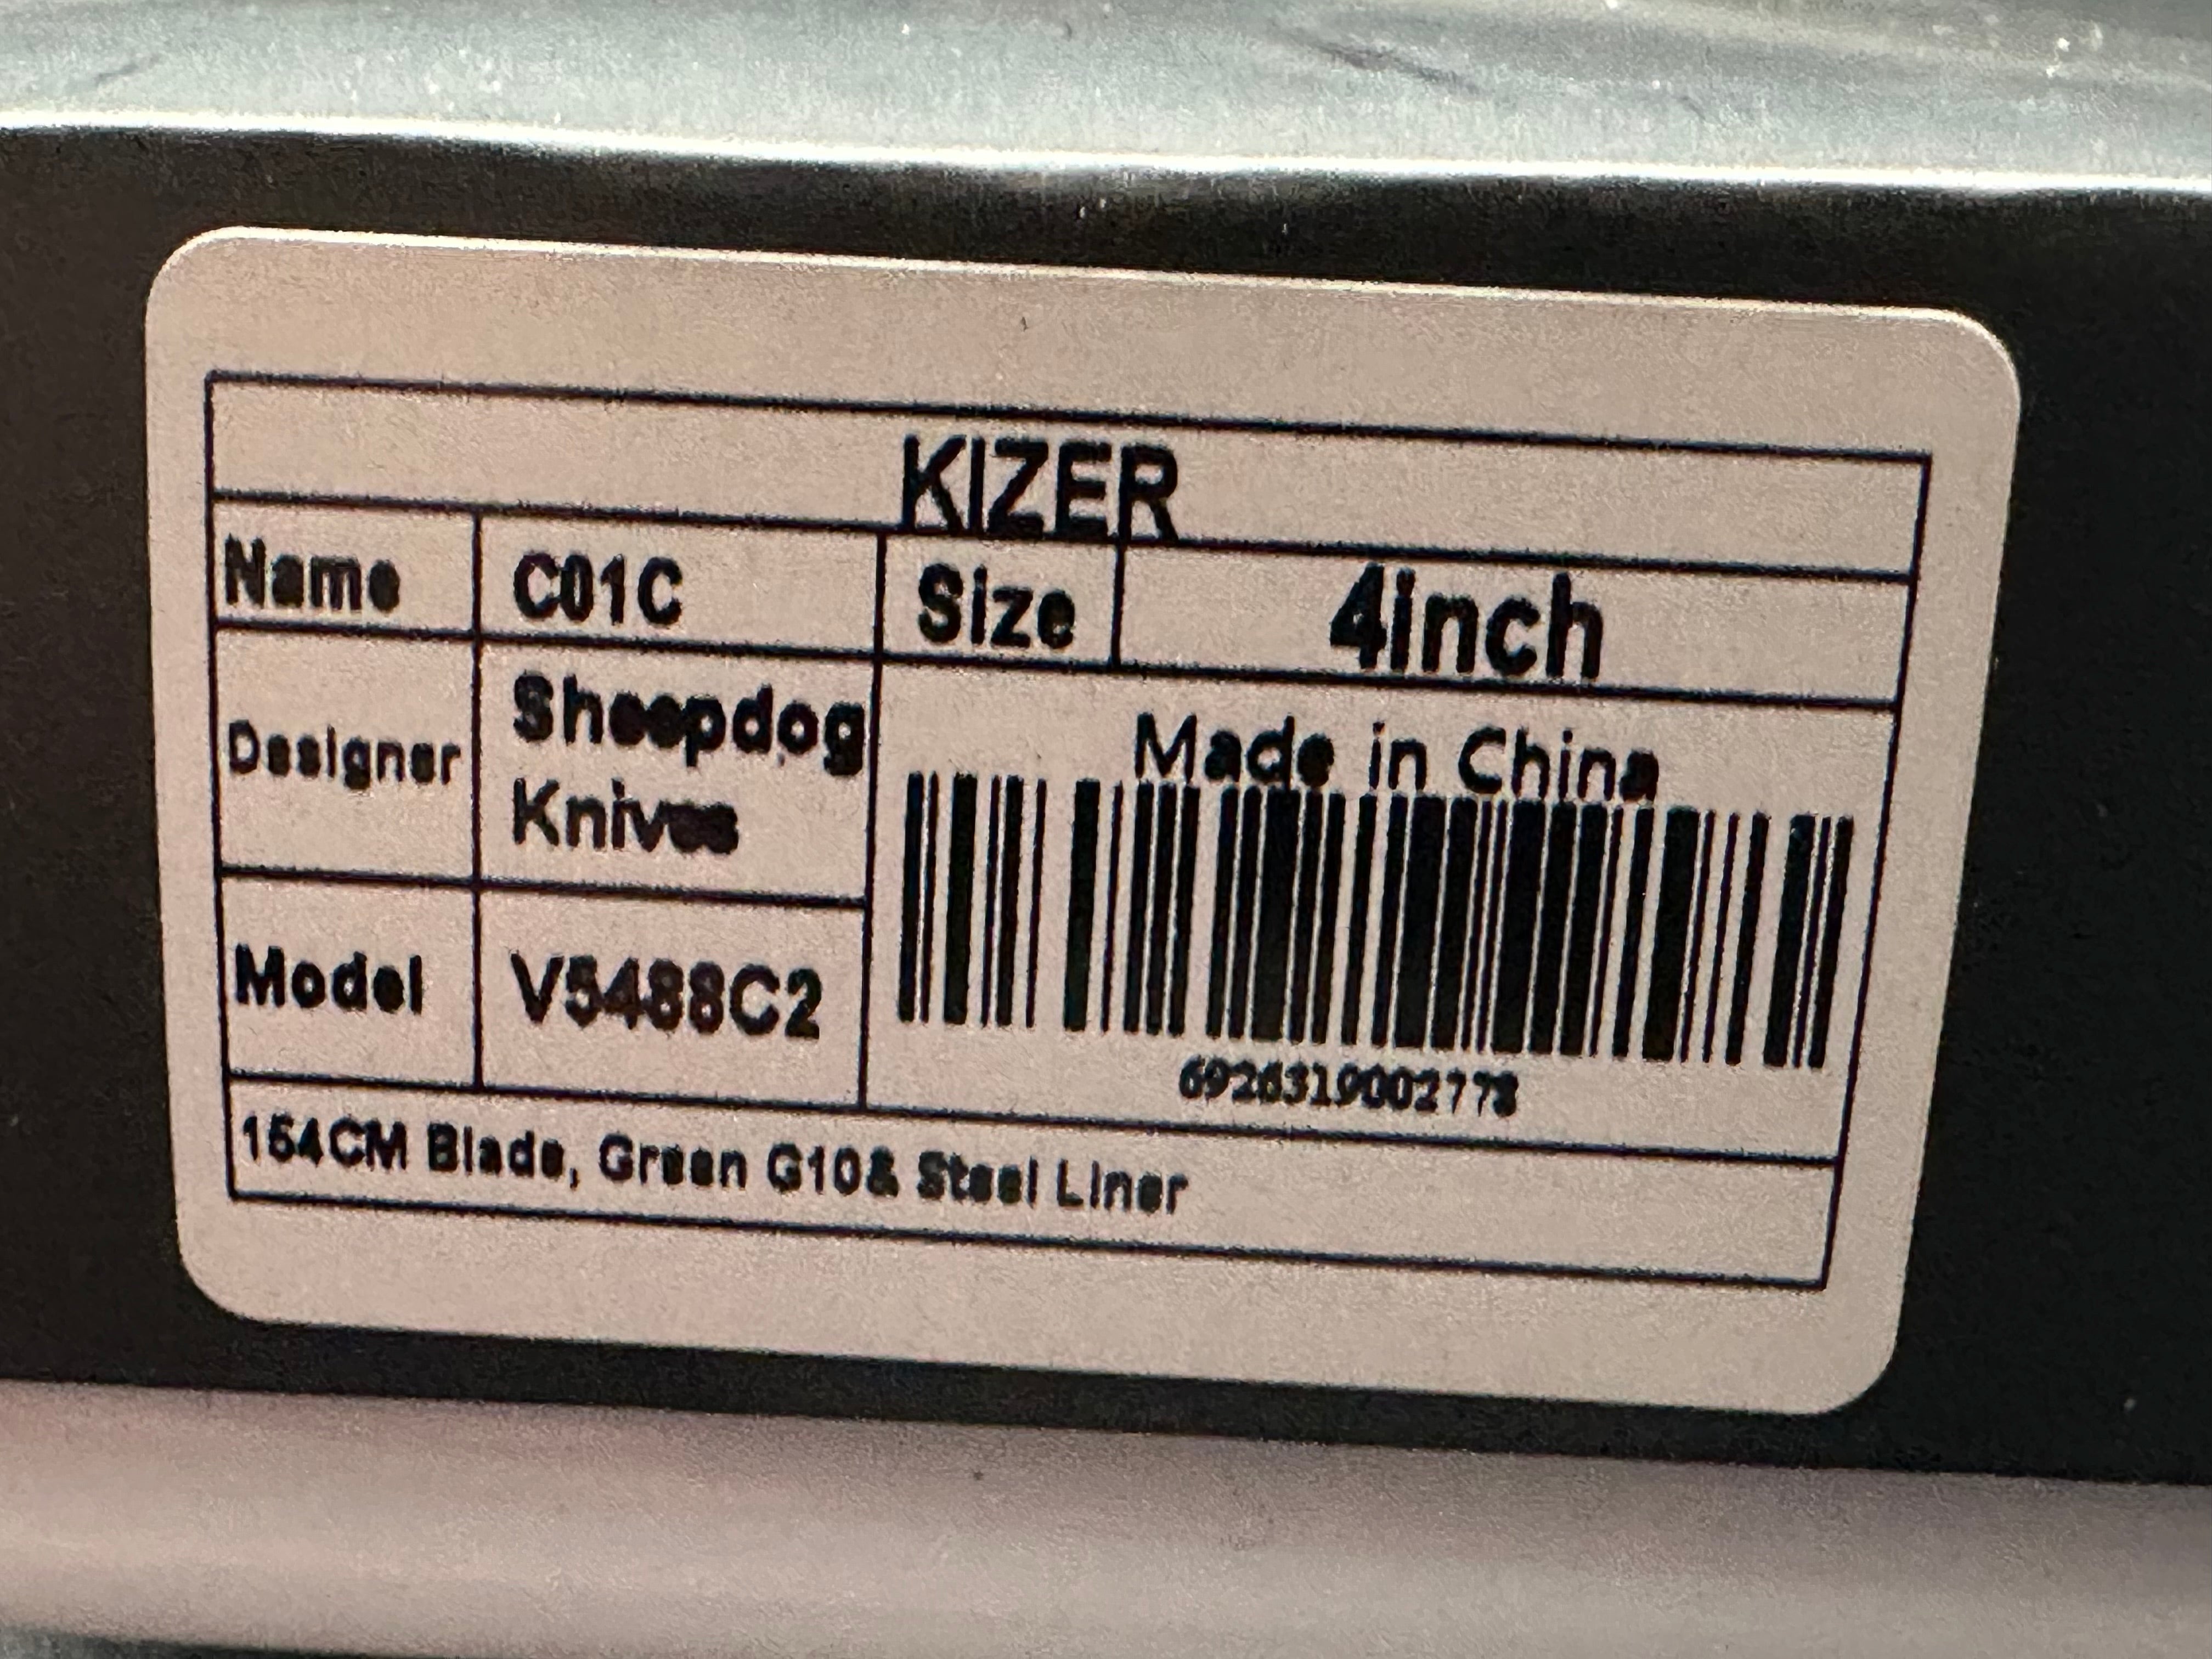 KIZER
Name C01C Size 4inch
Designer Sheepdog Knives
Made in China
Model V5488C2
6926319002778
154CM Blade, Green G10& Steel Liner